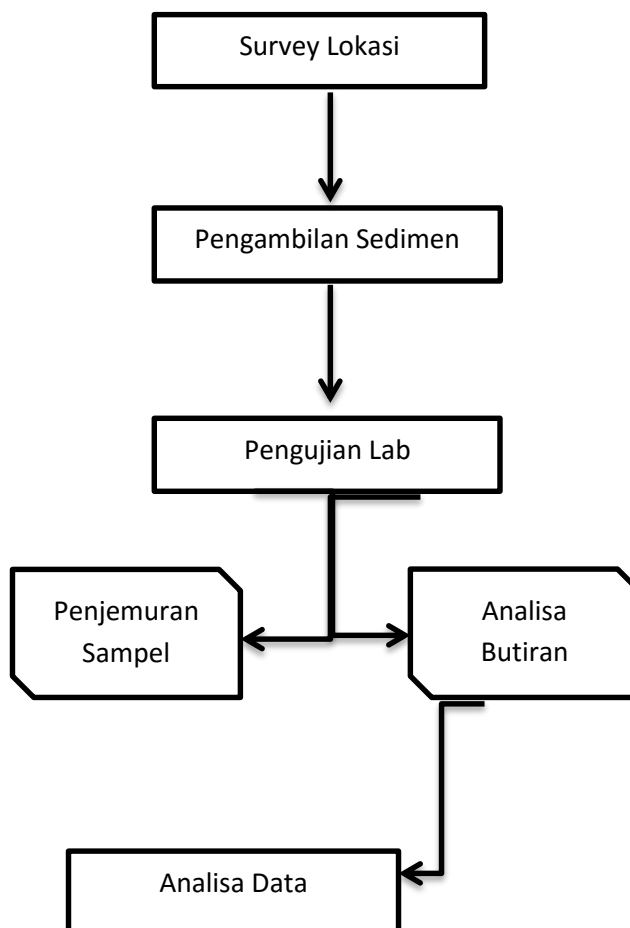 Survey Lokasi
Pengambilan Sedimen
Pengujian Lab
Penjemuran
Sampel
Analisa
Butiran
Analisa Data